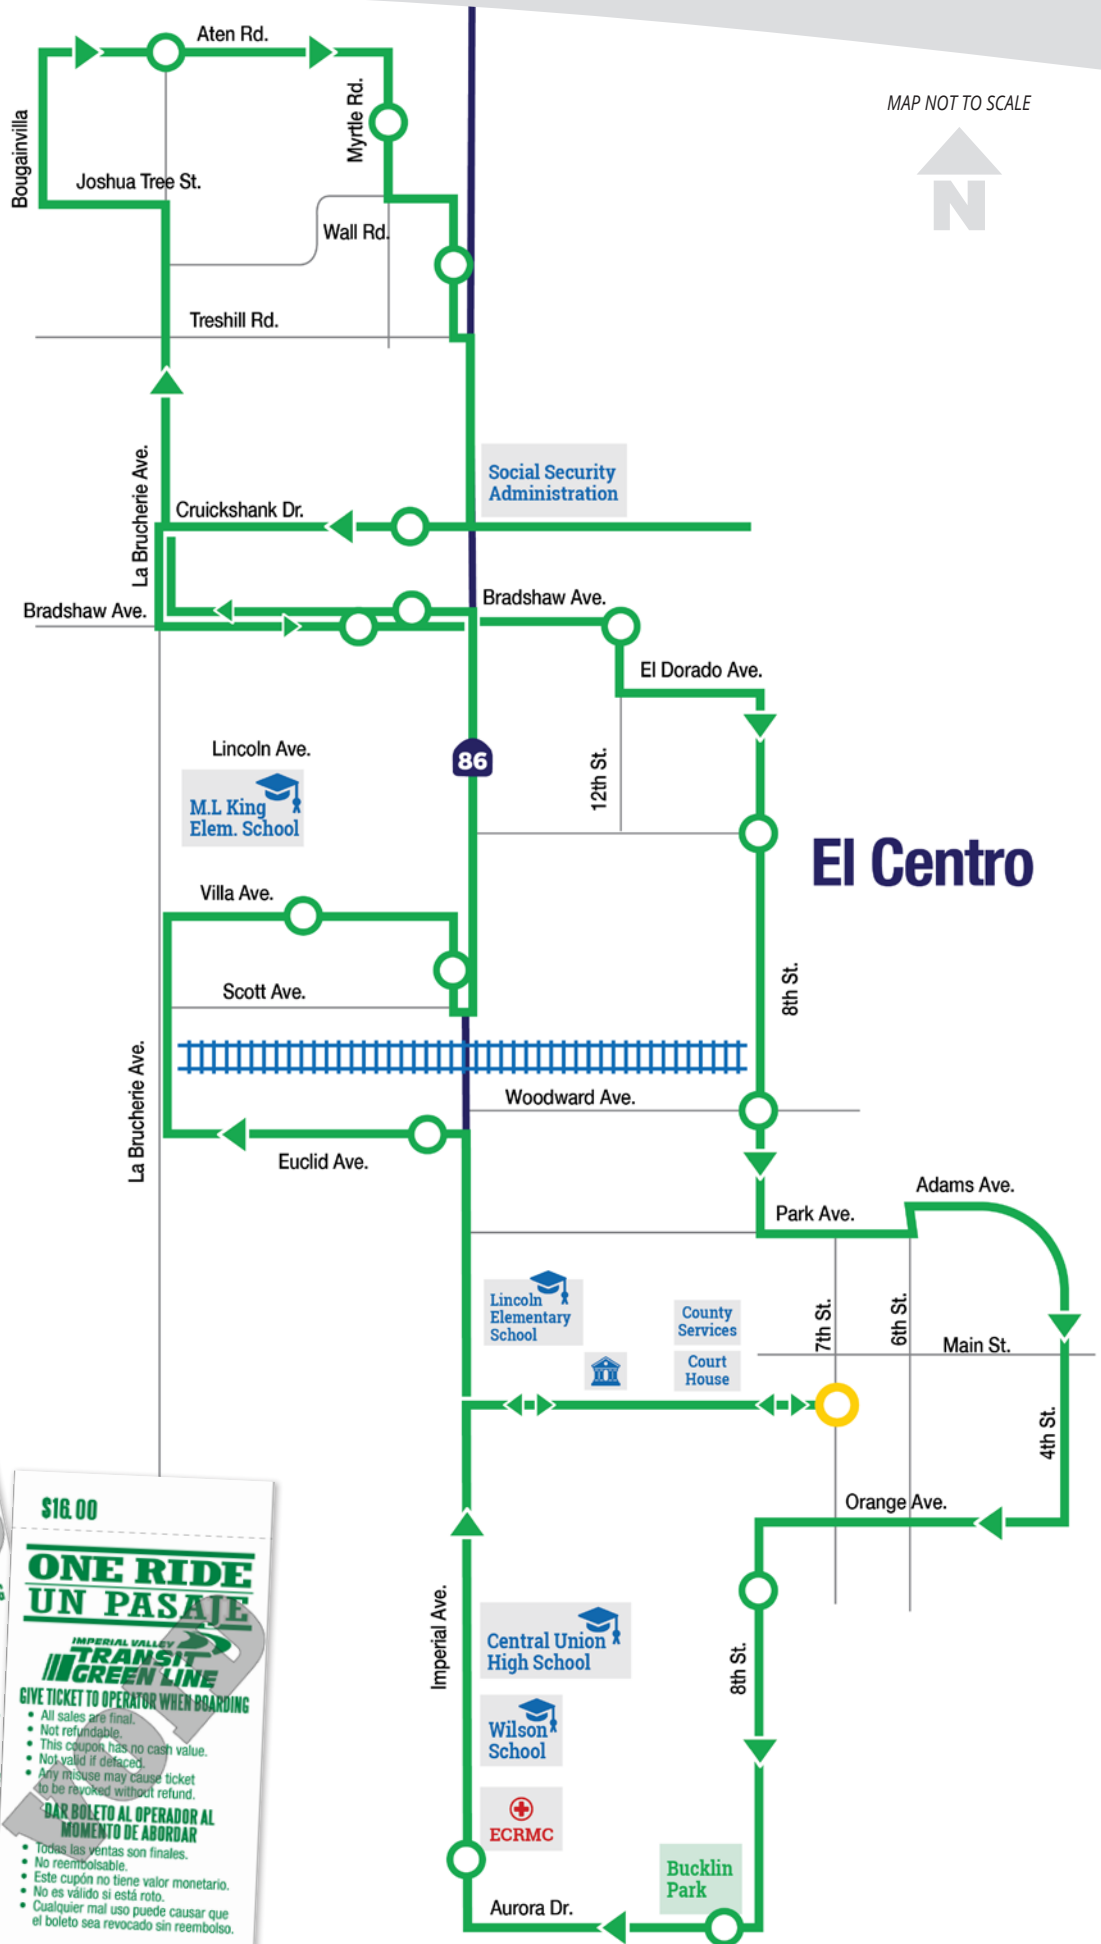 Aten Rd.
MAP NOT TO SCALE
N
Myrtle Rd.
Bougainvilla
Joshua Tree St.
Wall Rd.
Treshill Rd.
La Brucherie Ave.
Social Security
Administration
Cruickshank Dr.
Bradshaw Ave.
Bradshaw Ave.
El Dorado Ave.
Lincoln Ave.
86
12th St.
M.L King
Elem. School
El Centro
Villa Ave.
Scott Ave.
8th St.
La Brucherie Ave.
Woodward Ave.
Euclid Ave.
Adams Ave.
Park Ave.
Lincoln
Elementary
School
County
Services
Court
House
7th St.
6th St.
Main St.
4th St.
Orange Ave.
Imperial Ave.
Central Union
High School
8th St.
Wilson
School
ECRMC
Bucklin
Park
Aurora Dr.
$16.00
ONE RIDE
UN PASAJE
IMPERIAL VALLEY
TRANSIT
GREEN LINE
GIVE TICKET TO OPERATOR WHEN BOARDING
• All sales are final.
• Not refundable.
• This coupon has no cash value.
• Not valid if defaced.
• Any misuse may cause ticket
to be revoked without refund.
DAR BOLETO AL OPERADOR AL
MOMENTO DE ABORDAR
• Todas las ventas son finales.
• No reembolsable.
• Este cupón no tiene valor monetario.
• No es válido si está roto.
• Cualquier mal uso puede causar que
el boleto sea revocado sin reembolso.
VOID